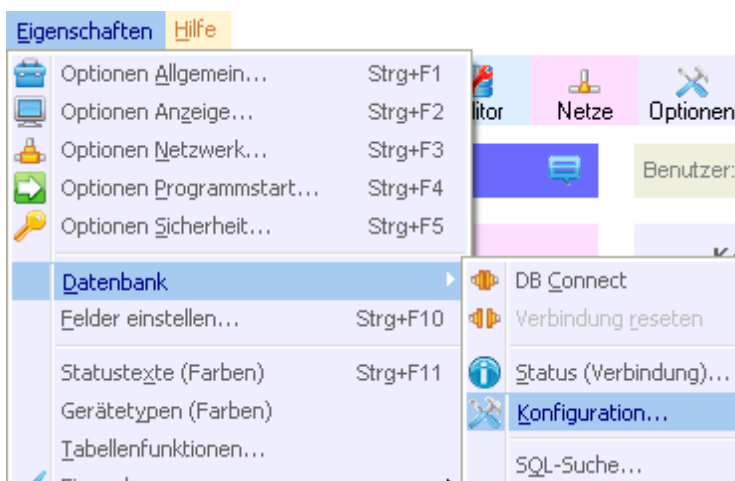 Eigenschaften Hilfe
Optionen Allgemein... Strg+F1
Optionen Anzeige... Strg+F2
Optionen Netzwerk... Strg+F3
Optionen Programmstart... Strg+F4
Optionen Sicherheit... Strg+F5
itor Netze Optionen
Benutzer:
Datenbank
Felder einstellen... Strg+F10
Statustexte (Farben) Strg+F11
Gerätetypen (Farben)
Tabellenfunktionen...
DB Connect
Verbindung reseten
Status (Verbindung)...
Konfiguration...
SQL-Suche...